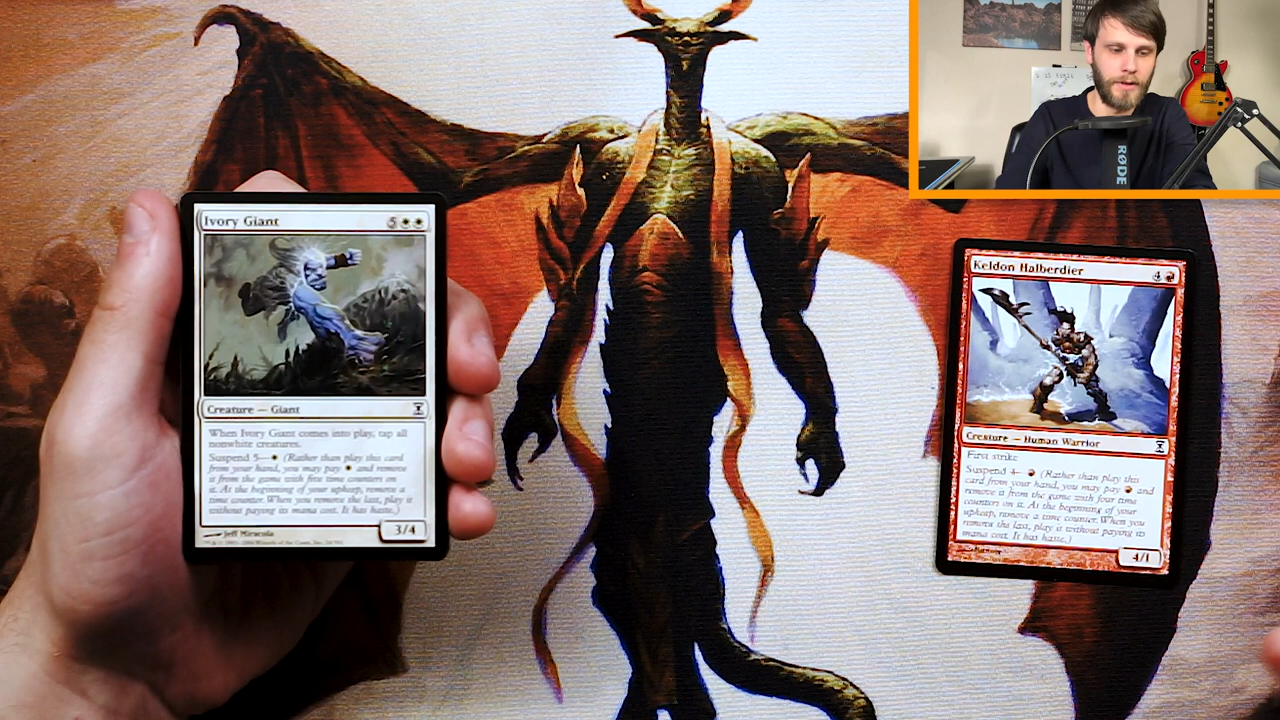 Ivory Giant 5
Creature — Giant
When Ivory Giant comes into play, tap all
nonwhite creatures.
Suspend 5— (Rather than play this card
from your hand, you may pay and remove
it from the game with five time counters on
it. At the beginning of your upkeep, remove a
time counter. When you remove the last, play it
without paying its mana cost. It has haste.)
Jeff Miracola
3/4
Keldon Halberdier 4
Creature — Human Warrior
First strike
Suspend 4— (Rather than play this
card from your hand, you may pay and
remove it from the game with four time
counters on it. At the beginning of your
upkeep, remove a time counter. When you
remove the last, play it without paying its
mana cost. It has haste.)
4/1
RØDE